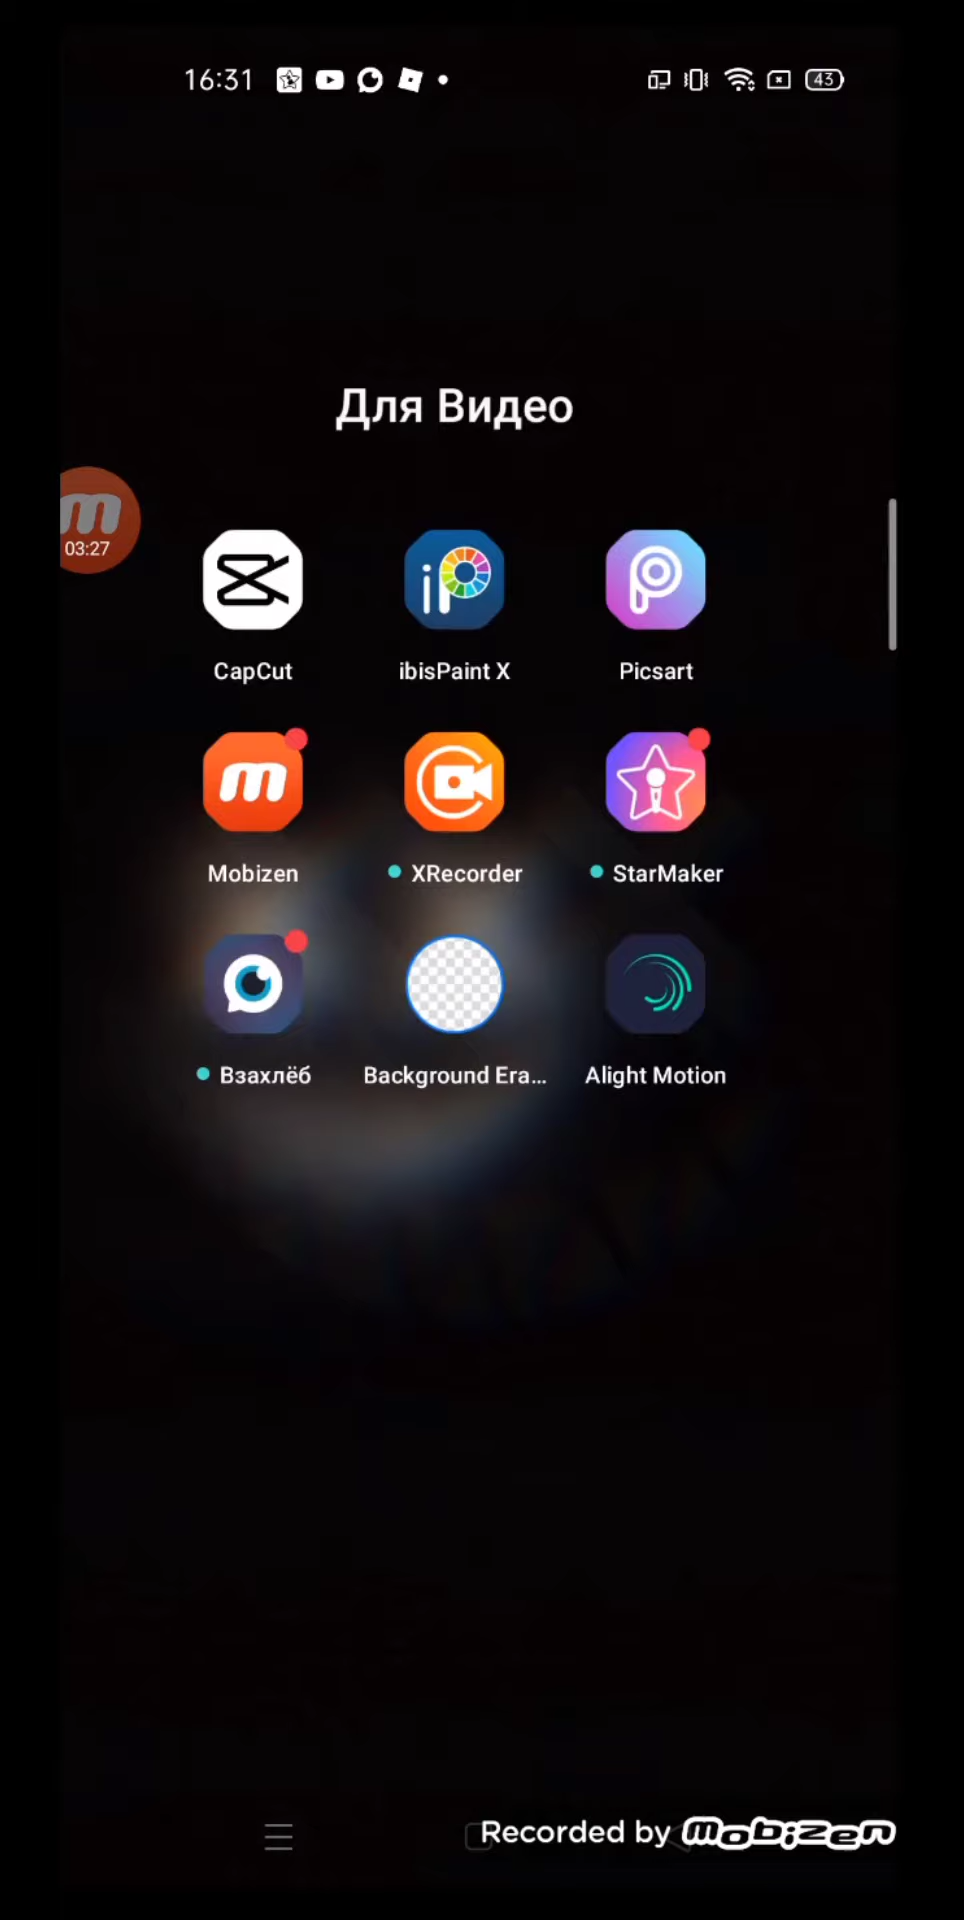 16:31
43
Для Видео
03:27
CapCut
ibisPaint X
Picsart
Mobizen
XRecorder
StarMaker
Взахлёб
Background Era...
Alight Motion
Recorded by Mobizen